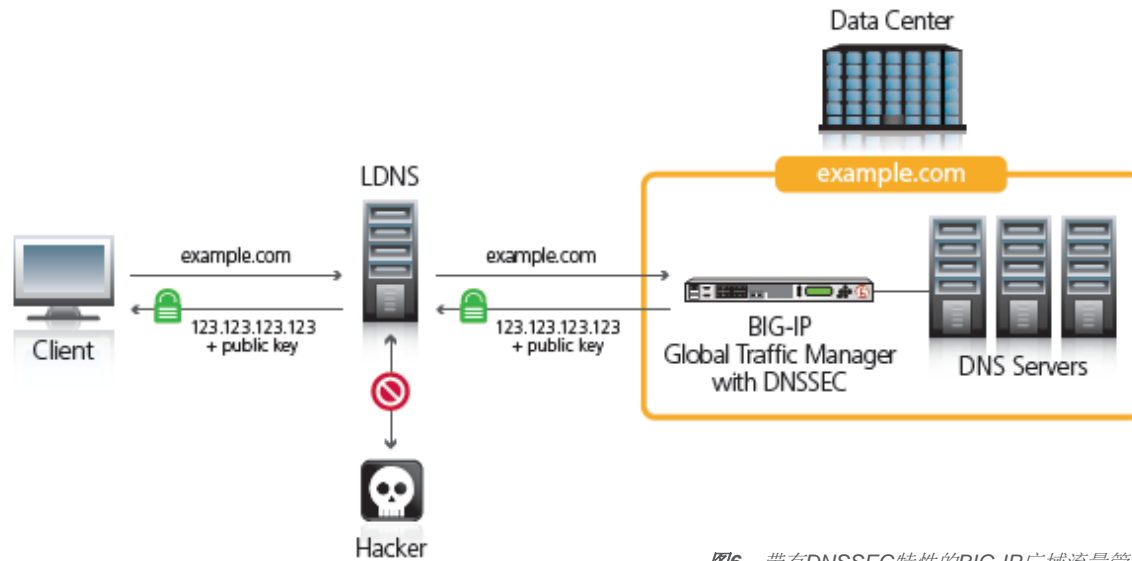 Data Center
example.com
LDNS
example.com
example.com
123.123.123.123
+ public key
123.123.123.123
+ public key
Client
BIG-IP
Global Traffic Manager
with DNSSEC
DNS Servers
Hacker